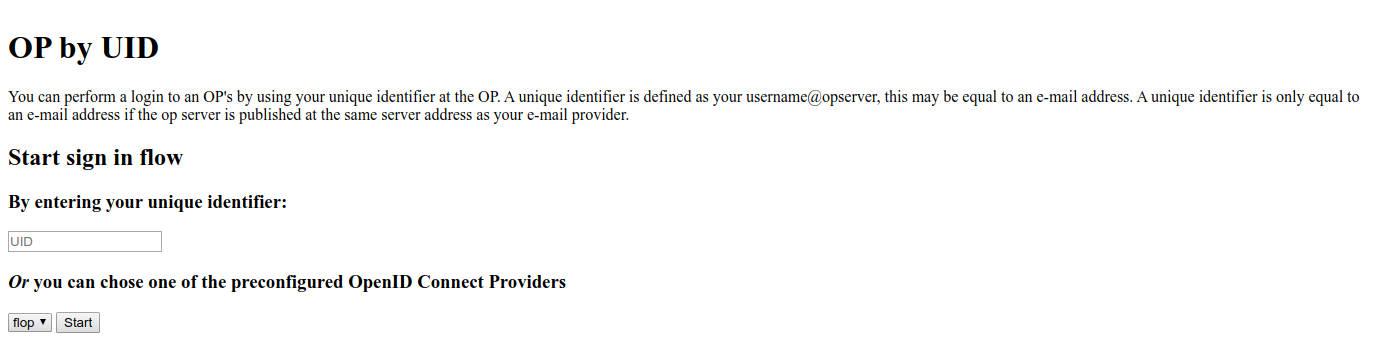 OP by UID
You can perform a login to an OP's by using your unique identifier at the OP. A unique identifier is defined as your username@opserver, this may be equal to an e-mail address. A unique identifier is only equal to
an e-mail address if the op server is published at the same server address as your e-mail provider.
Start sign in flow
By entering your unique identifier:
UID
Or you can chose one of the preconfigured OpenID Connect Providers
flop Start